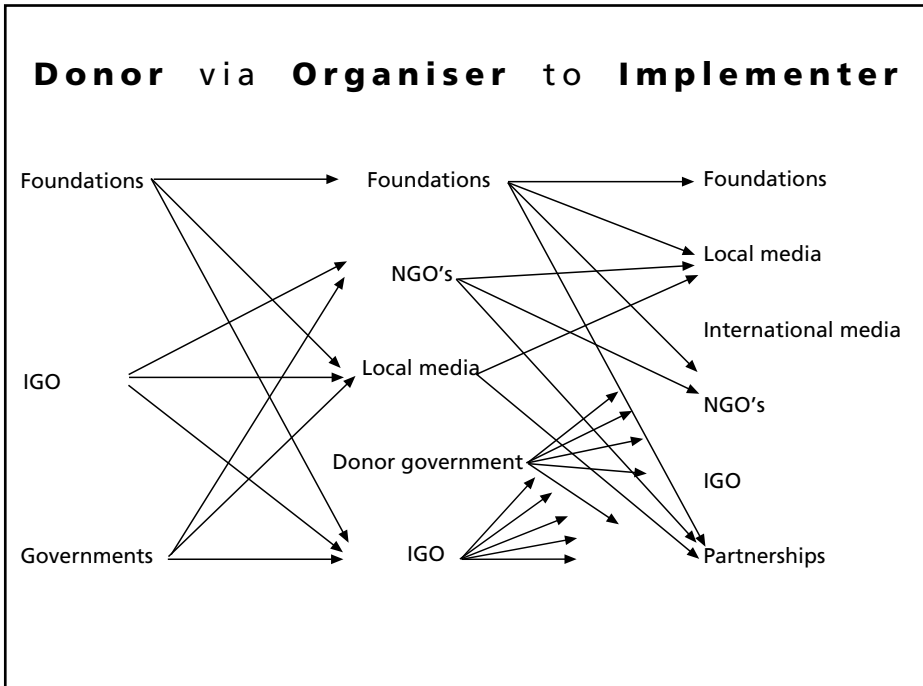 Donor via Organiser to Implementer
Foundations
IGO
Governments
Foundations
NGO's
Local media
Donor government
IGO
Foundations
Local media
International media
NGO's
IGO
Partnerships